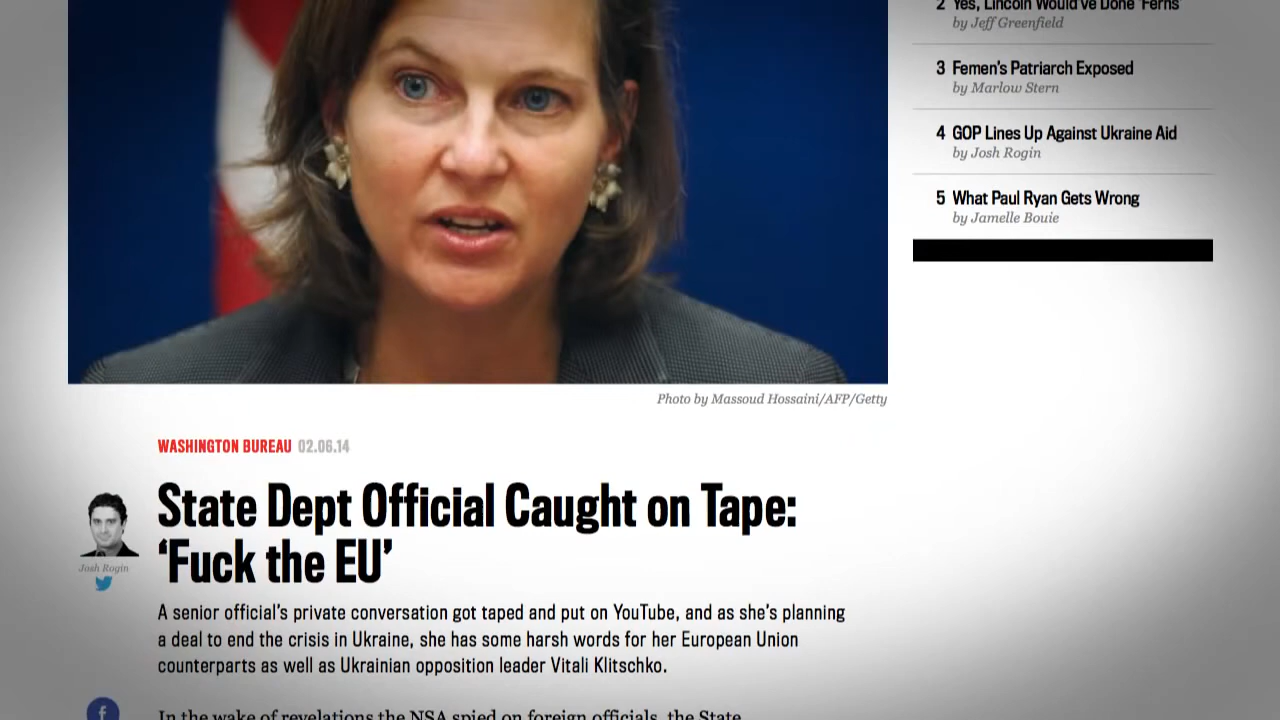 2 Yes, Lincoln Would've Done 'Ferns'
by Jeff Greenfield
3 Femen's Patriarch Exposed
by Marlow Stern
4 GOP Lines Up Against Ukraine Aid
by Josh Rogin
5 What Paul Ryan Gets Wrong
by Jamelle Bouie
Photo by Massoud Hossaini/AFP/Getty
WASHINGTON BUREAU 02.06.14
State Dept Official Caught on Tape:
‘Fuck the EU’
Josh Rogin
A senior official’s private conversation got taped and put on YouTube, and as she’s planning
a deal to end the crisis in Ukraine, she has some harsh words for her European Union
counterparts as well as Ukrainian opposition leader Vitali Klitschko.
In the wake of revelations the NSA spied on foreign officials, the State